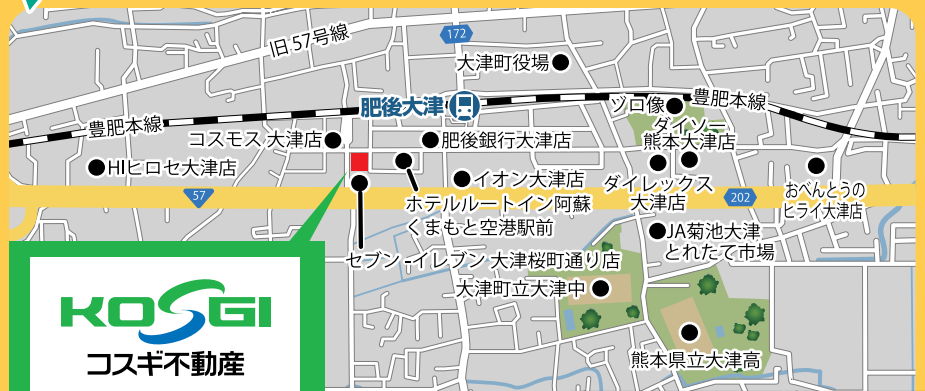 旧57号線
172
大津町役場
肥後大津
ヅロ像
豊肥本線
豊肥本線
コスモス 大津店
肥後銀行大津店
ダイソー
熊本大津店
HIヒロセ大津店
イオン大津店
ダイレックス
大津店
おべんとうの
ヒライ大津店
57
202
ホテルルートイン阿蘇
くまもと空港駅前
JA菊池大津
とれたて市場
セブン-イレブン 大津桜町通り店
大津町立大津中
熊本県立大津高
KOSGI
コスギ不動産